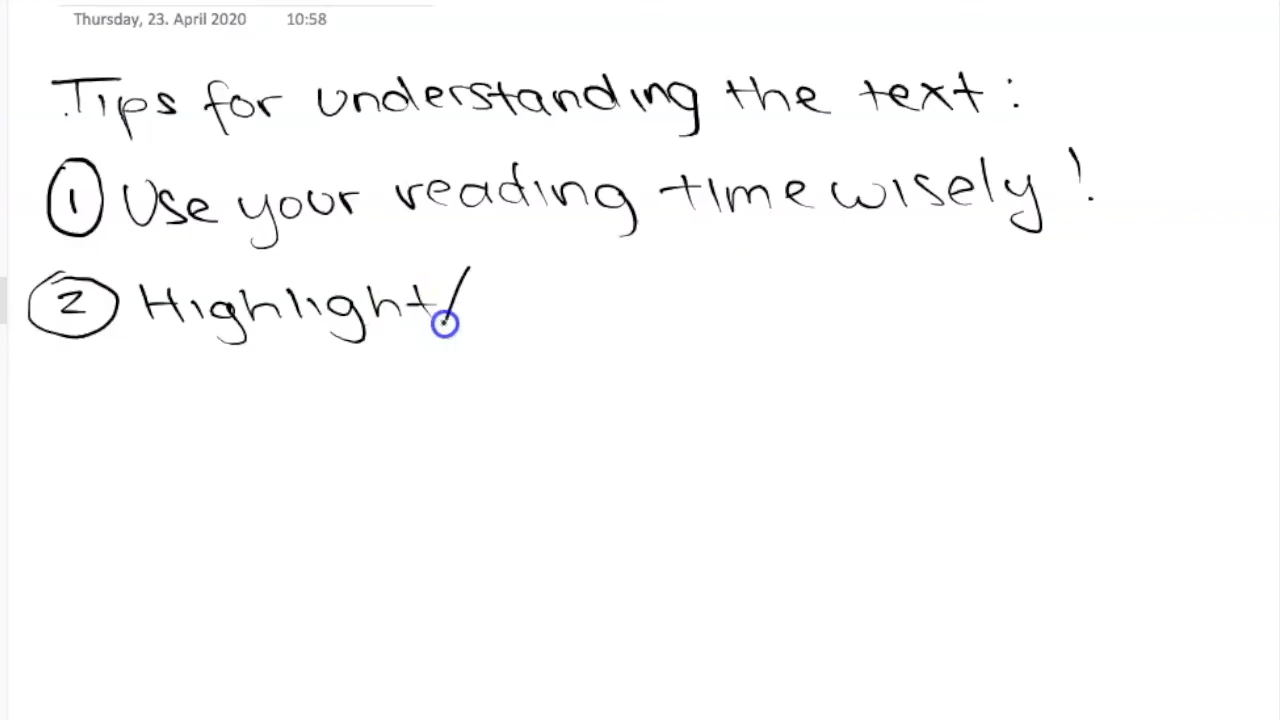 Thursday, 23. April 2020 10:58
Tips for understanding the text:
① Use your reading time wisely!
② Highlight/